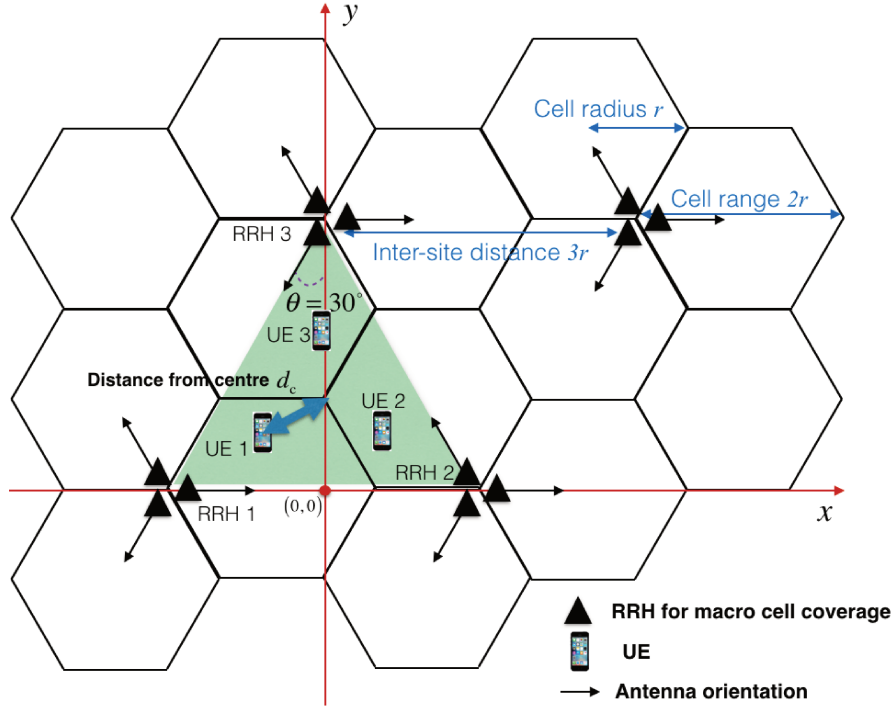 y
Cell radius r
Cell range 2r
RRH 3
Inter-site distance 3r
θ = 30°
UE 3
Distance from centre d_c
UE 2
UE 1
RRH 2
RRH 1
(0,0)
x
RRH for macro cell coverage
UE
Antenna orientation